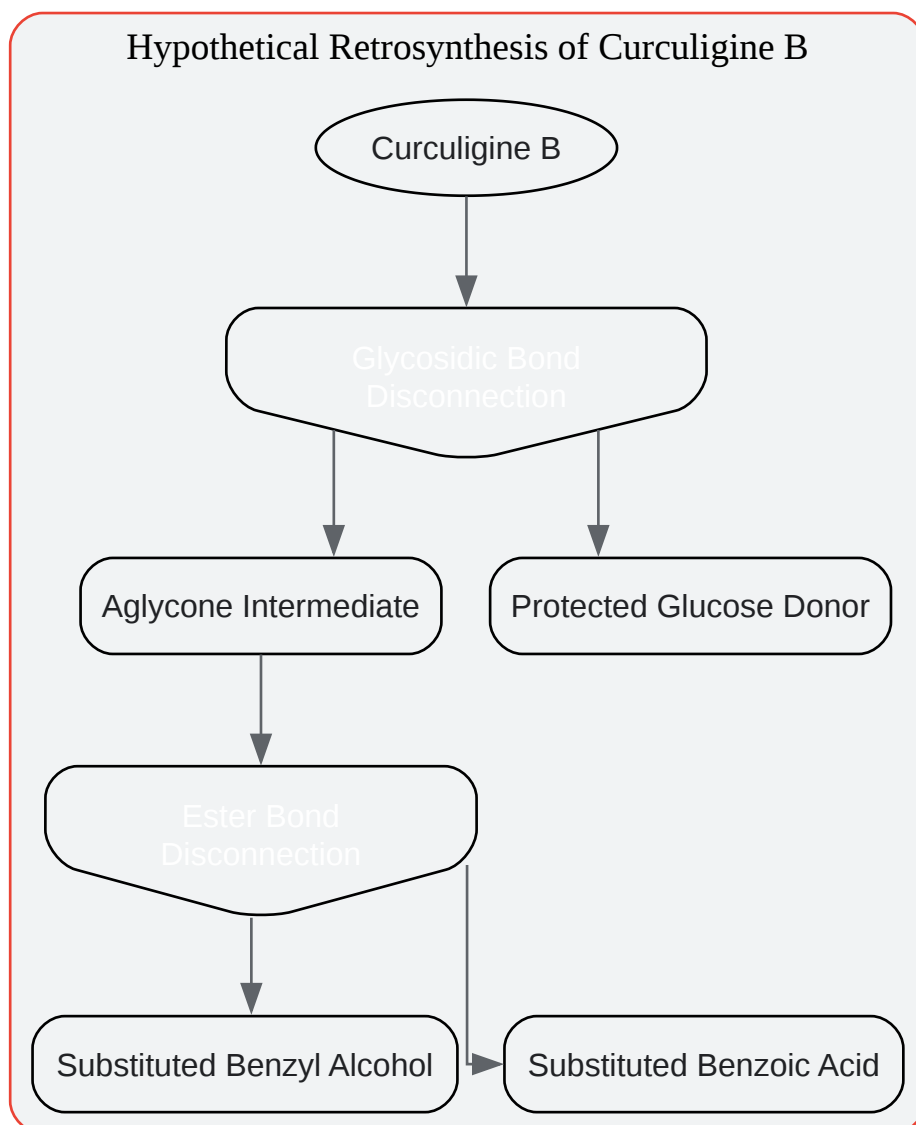 Hypothetical Retrosynthesis of Curculigine B
Curculigine B
Glycosidic Bond
Disconnection
Aglycone Intermediate
Protected Glucose Donor
Ester Bond
Disconnection
Substituted Benzyl Alcohol
Substituted Benzoic Acid